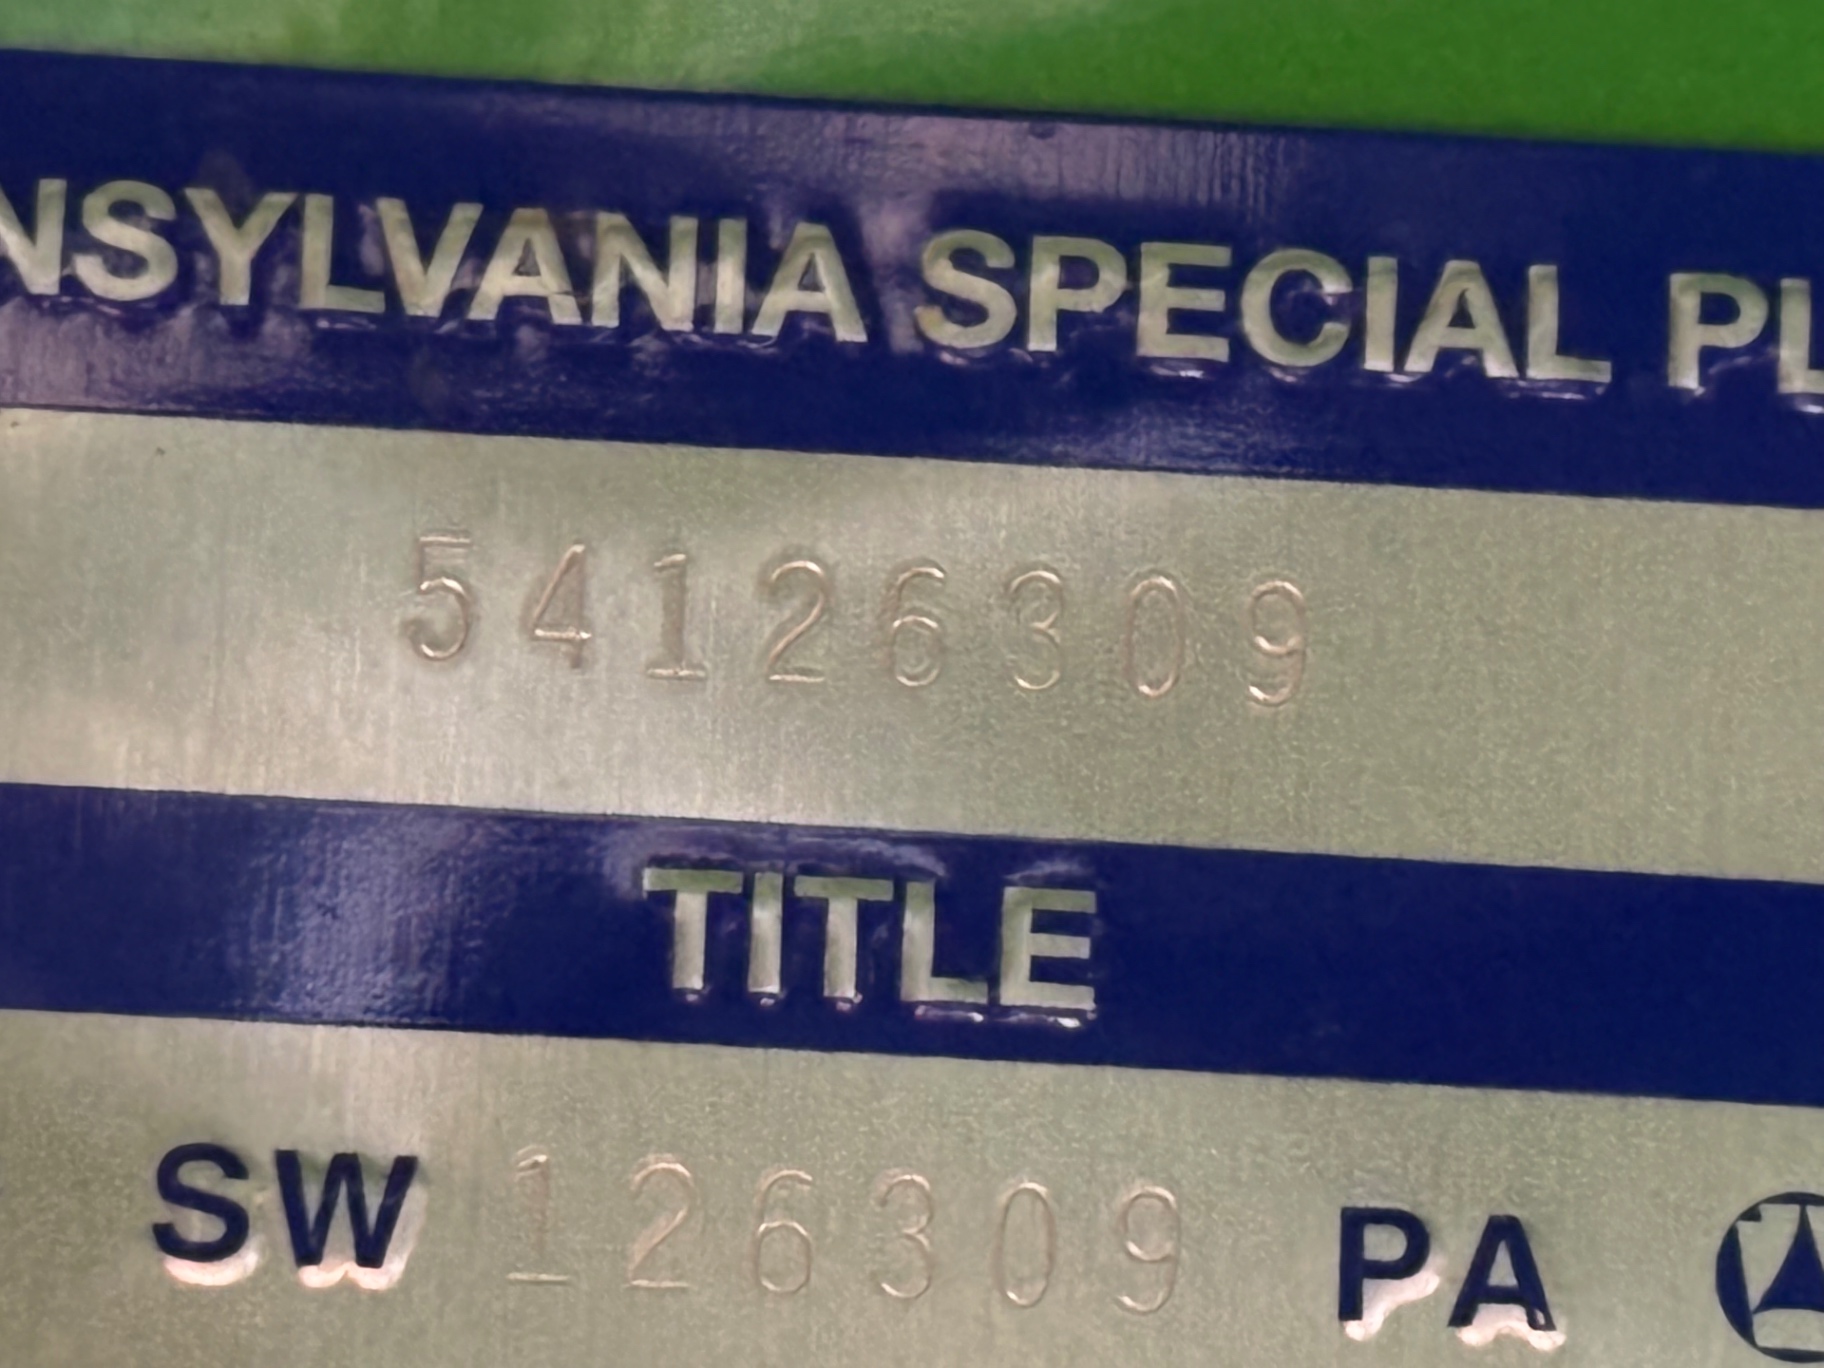 NSYLVANIA SPECIAL PL
54126309
TITLE
SW 126309 PA